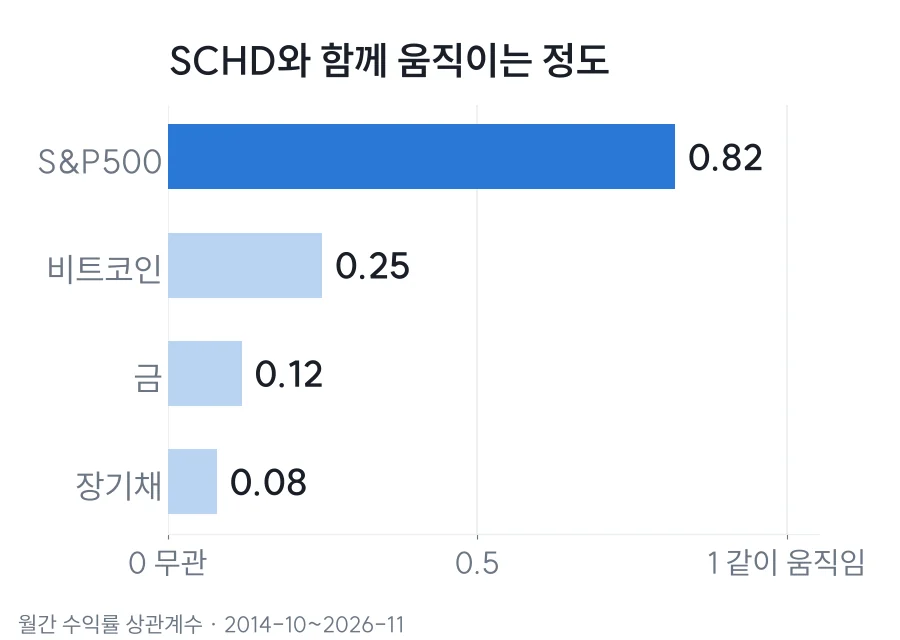 SCHD와 함께 움직이는 정도
S&P500 0.82
비트코인 0.25
금 0.12
장기채 0.08
0 무관 0.5 1 같이 움직임
월간 수익률 상관계수 · 2014-10~2026-11